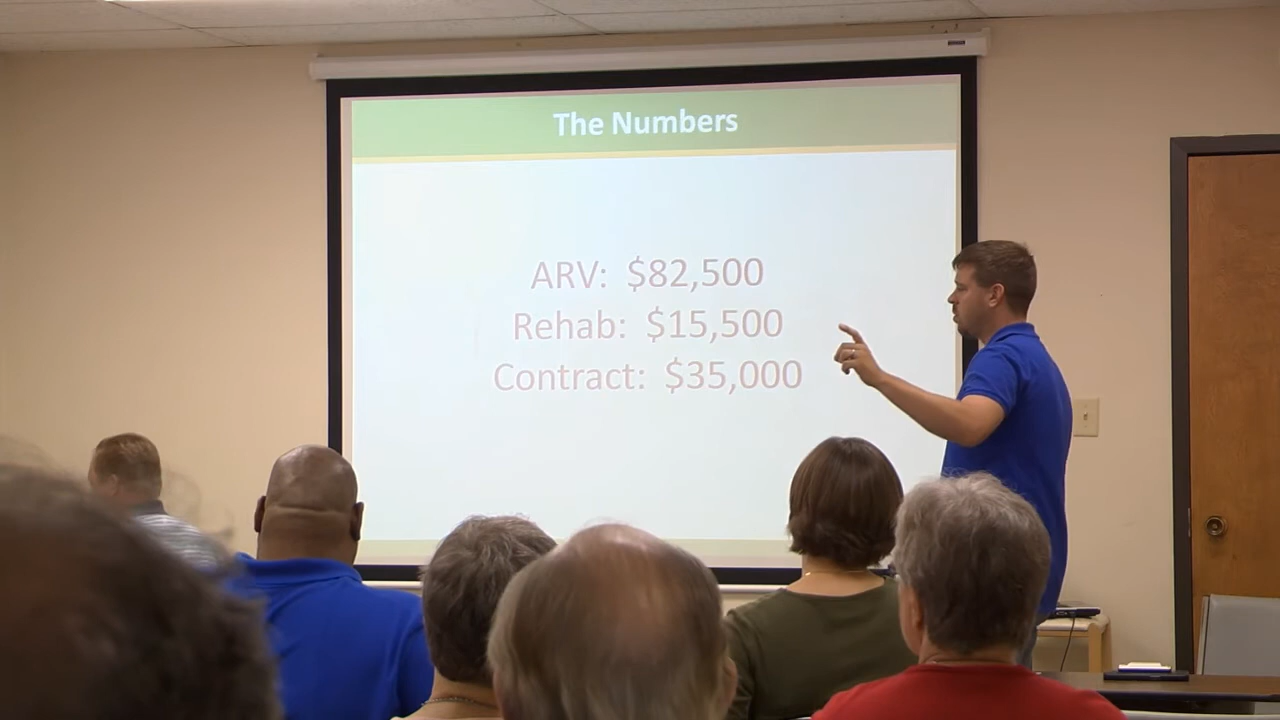 The Numbers
ARV: $82,500
Rehab: $15,500
Contract: $35,000